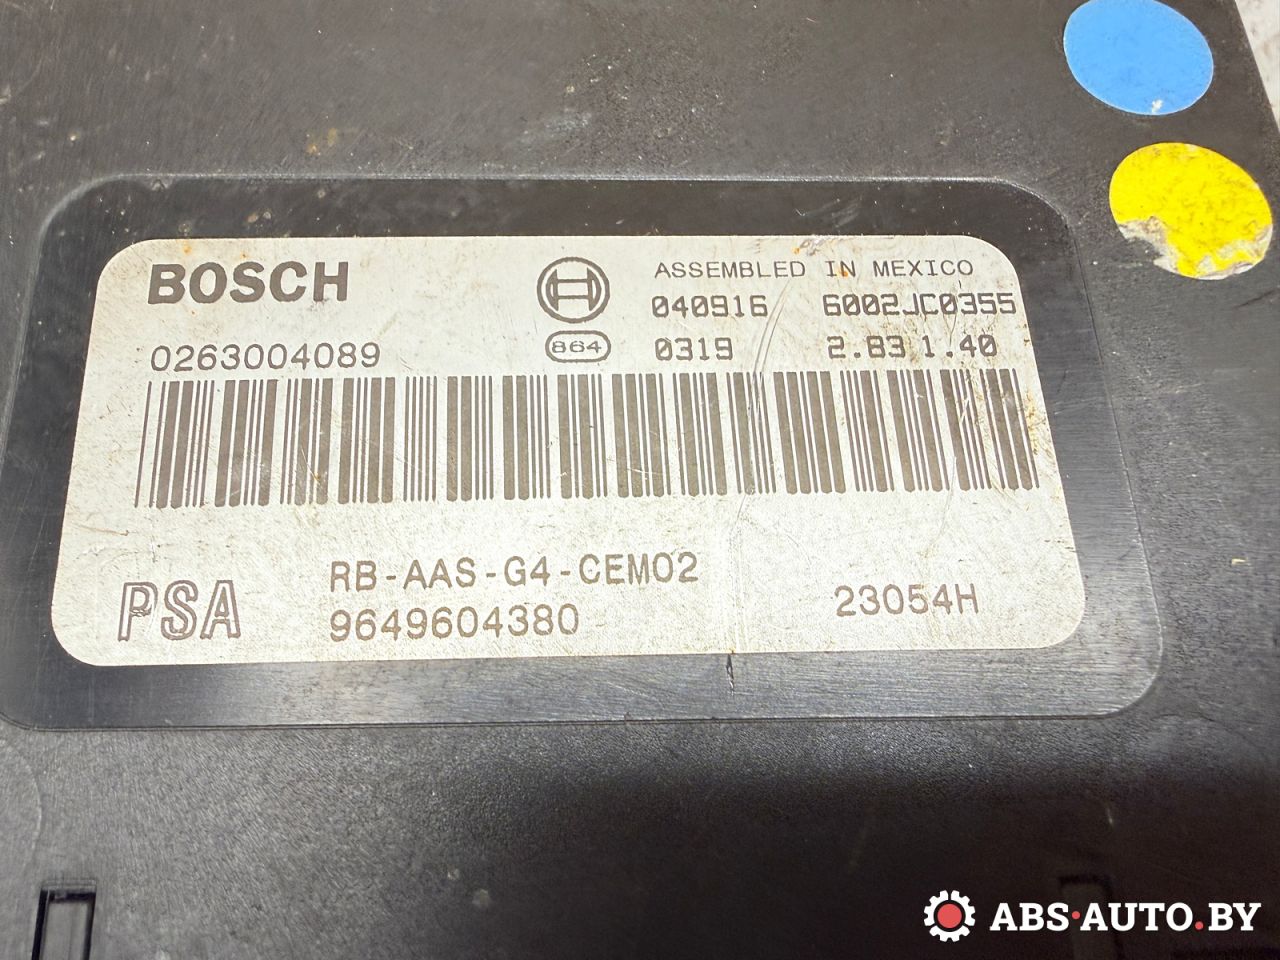 BOSCH
ASSEMBLED IN MEXICO
040916 6002JC0355
0263004089
864
0319 2.83 1.40
RB-AAS-G4-CEM02
PSA
9649604380
23054H
ABS·AUTO.BY